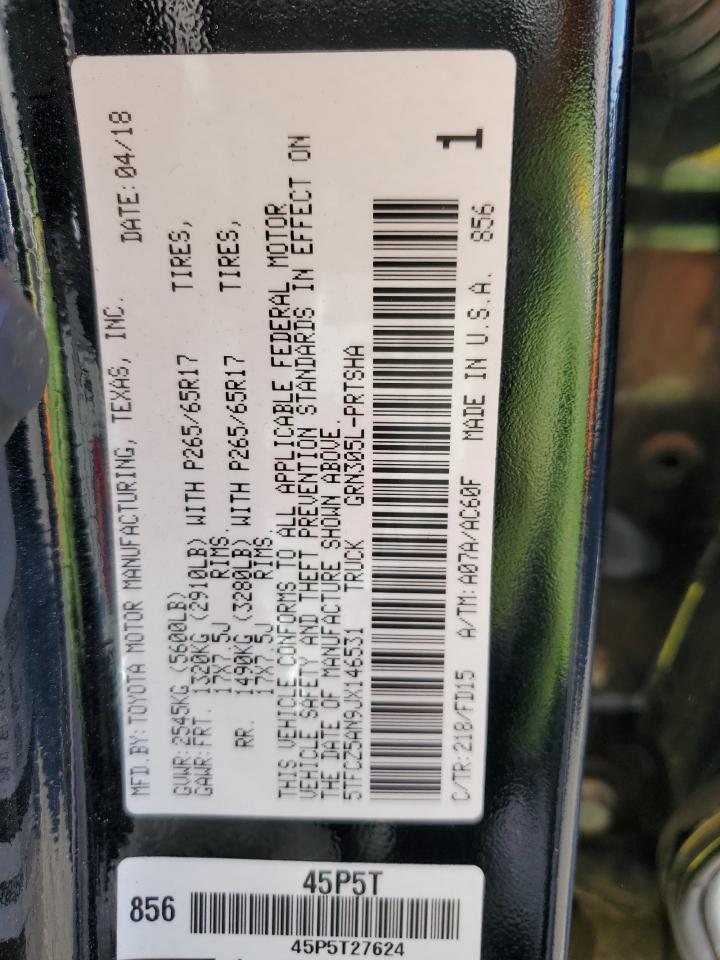 MFD.BY: TOYOTA MOTOR MANUFACTURING, TEXAS, INC. DATE: 04/18
GVWR: 2545KG (5600LB)
GAWR: FRT. 1320KG (2910LB) WITH P265/65R17 TIRES,
17X7.5J RIMS.
RR. 1490KG (3280LB) WITH P265/65R17 TIRES,
17X7.5J RIMS.
THIS VEHICLE CONFORMS TO ALL APPLICABLE FEDERAL MOTOR
VEHICLE SAFETY AND THEFT PREVENTION STANDARDS IN EFFECT ON
THE DATE OF MANUFACTURE SHOWN ABOVE.
5TFCZ5AN9JX146531 TRUCK GRN305L-PRTSHA
C/TR: 218/FD15 A/TM: A07A/AC60F MADE IN U.S.A. 856
1
45P5T
856
45P5T27624